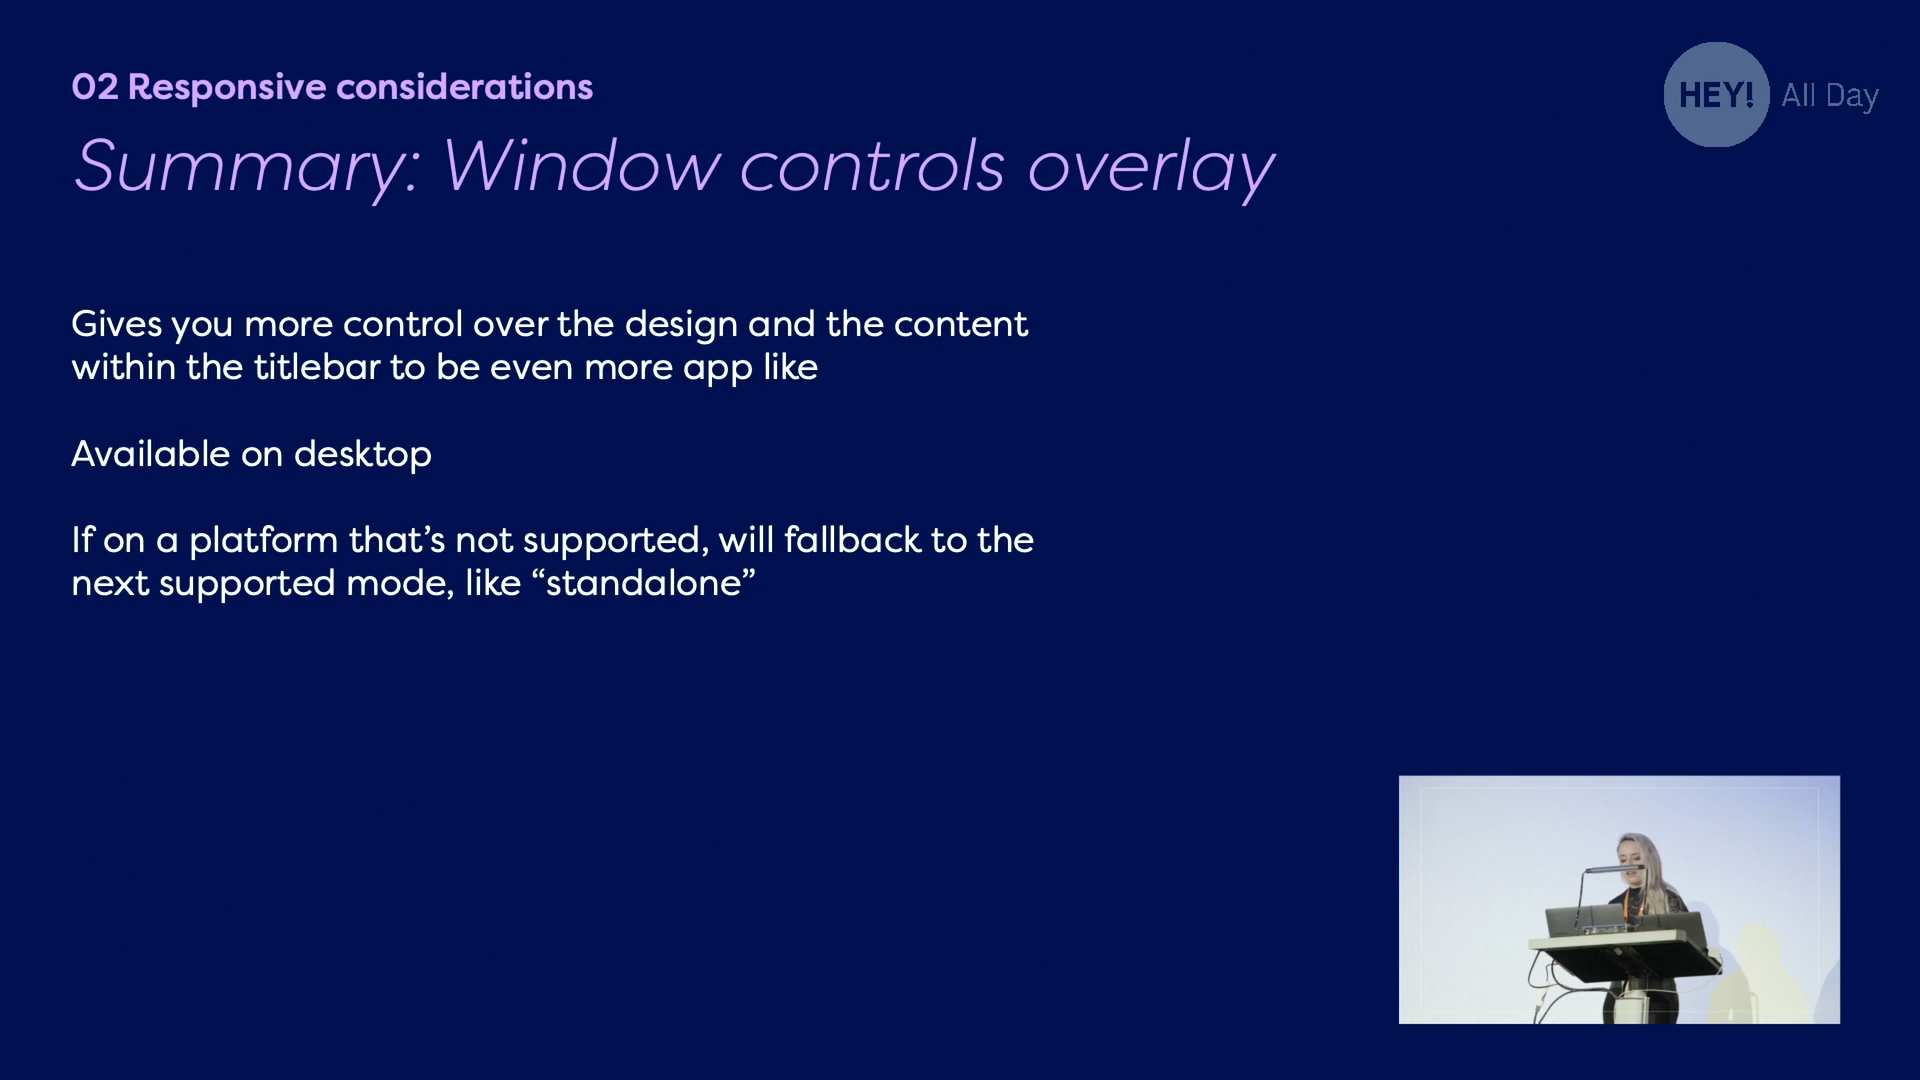 02 Responsive considerations
HEY! All Day
Summary: Window controls overlay
Gives you more control over the design and the content
within the titlebar to be even more app like
Available on desktop
If on a platform that’s not supported, will fallback to the
next supported mode, like “standalone”